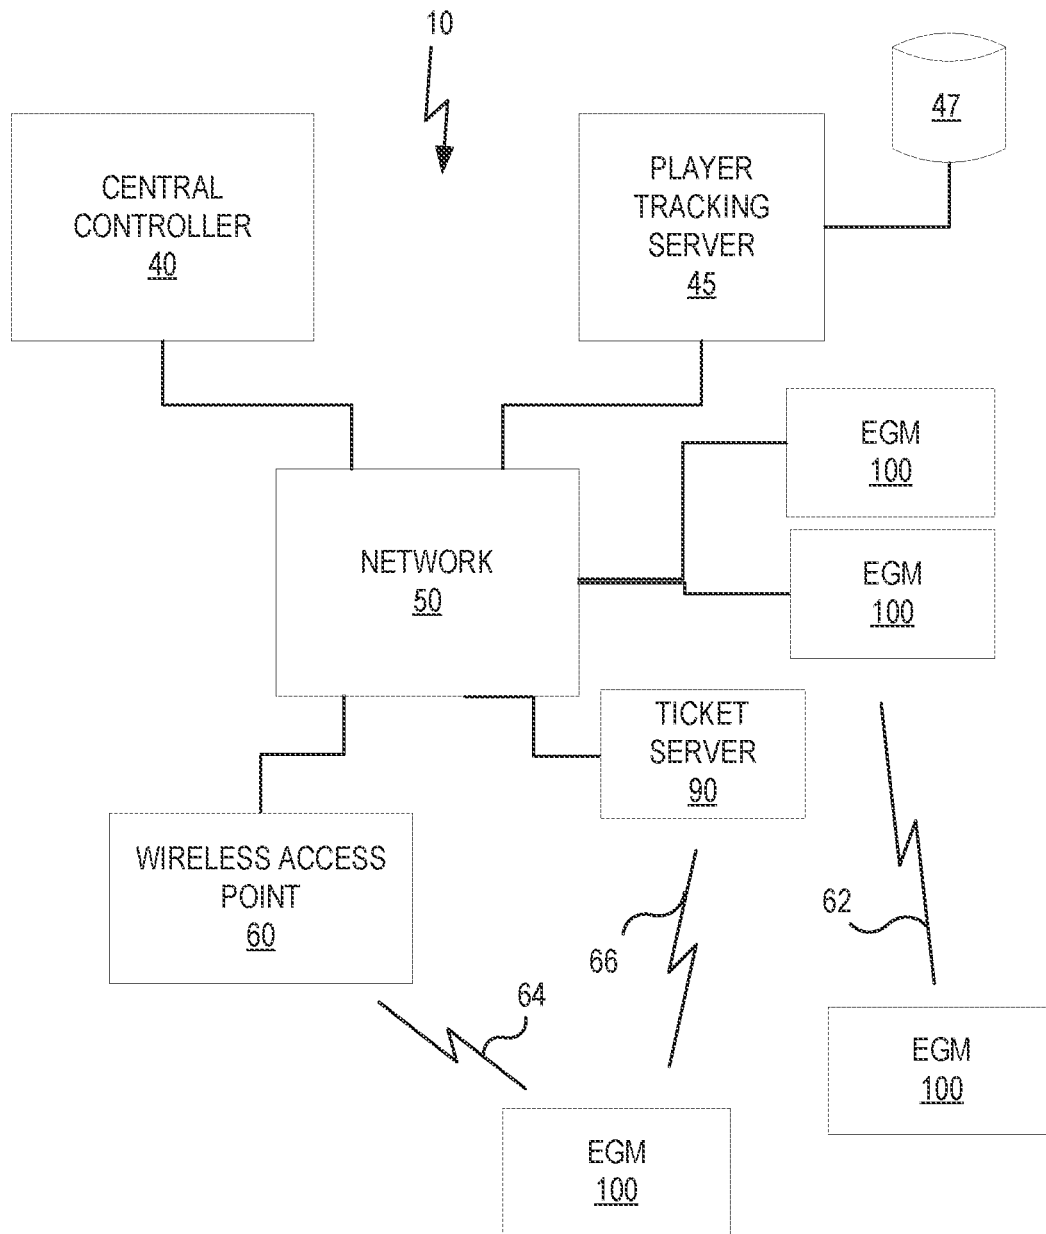 10
47
CENTRAL
CONTROLLER
40
PLAYER
TRACKING
SERVER
45
EGM
100
NETWORK
50
EGM
100
TICKET
SERVER
90
WIRELESS ACCESS
POINT
60
66
62
64
EGM
100
EGM
100